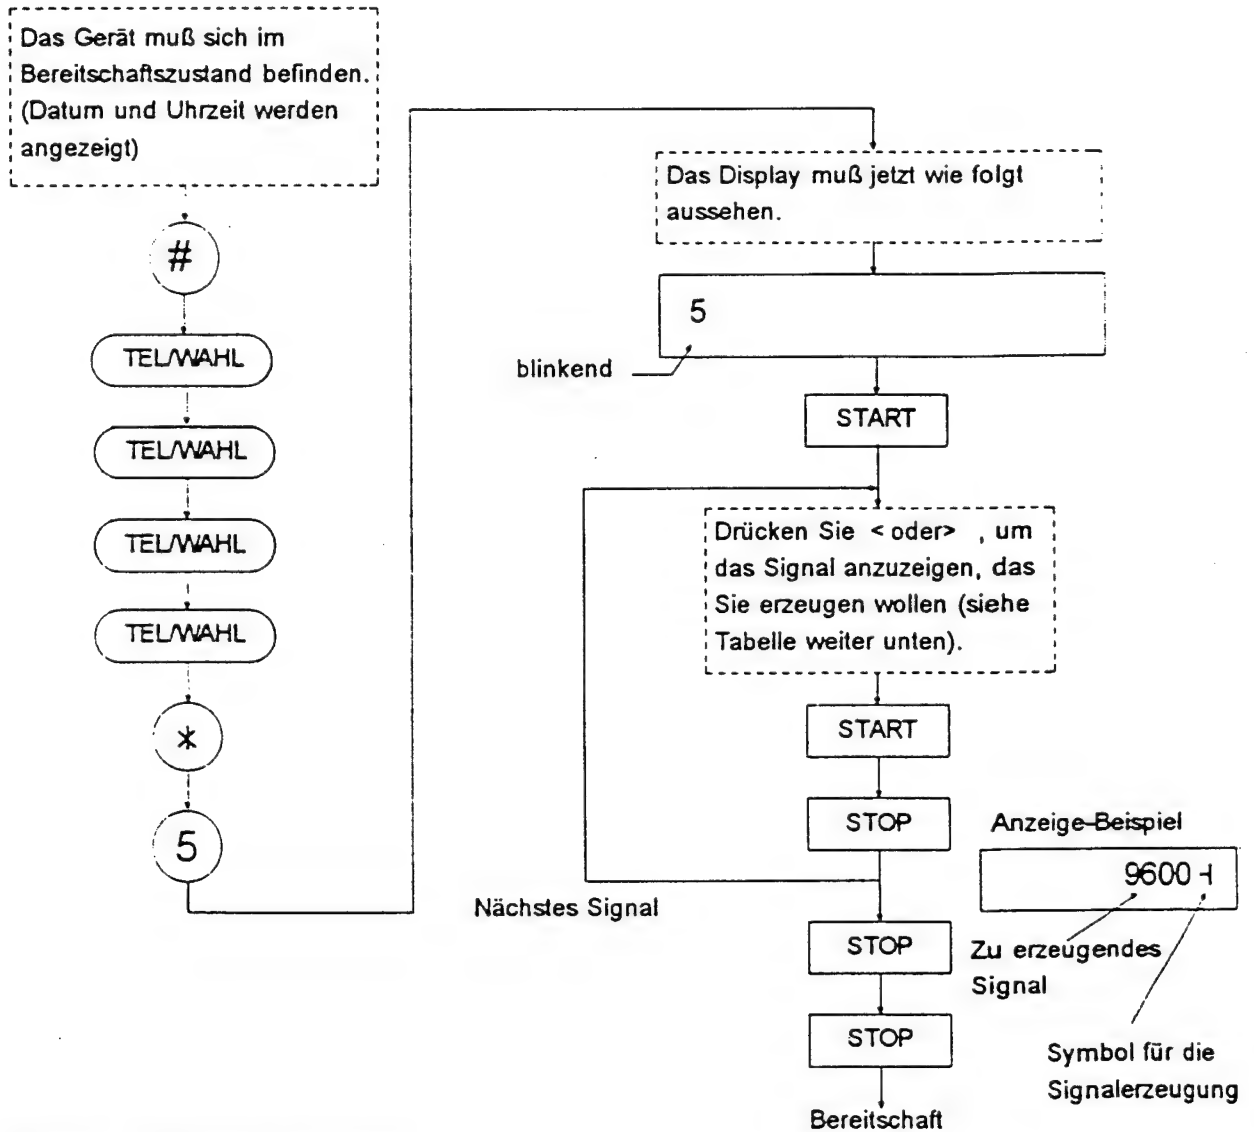 Das Gerät muß sich im
Bereitschaftszustand befinden.
(Datum und Uhrzeit werden
angezeigt)
#
TEL/WAHL
TEL/WAHL
TEL/WAHL
TEL/WAHL
*
5
Das Display muß jetzt wie folgt
aussehen.
5
blinkend
START
Drücken Sie < oder> , um
das Signal anzuzeigen, das
Sie erzeugen wollen (siehe
Tabelle weiter unten).
START
STOP
Nächstes Signal
STOP
STOP
Bereitschaft
Anzeige-Beispiel
9600 ⊣
Zu erzeugendes
Signal
Symbol für die
Signalerzeugung